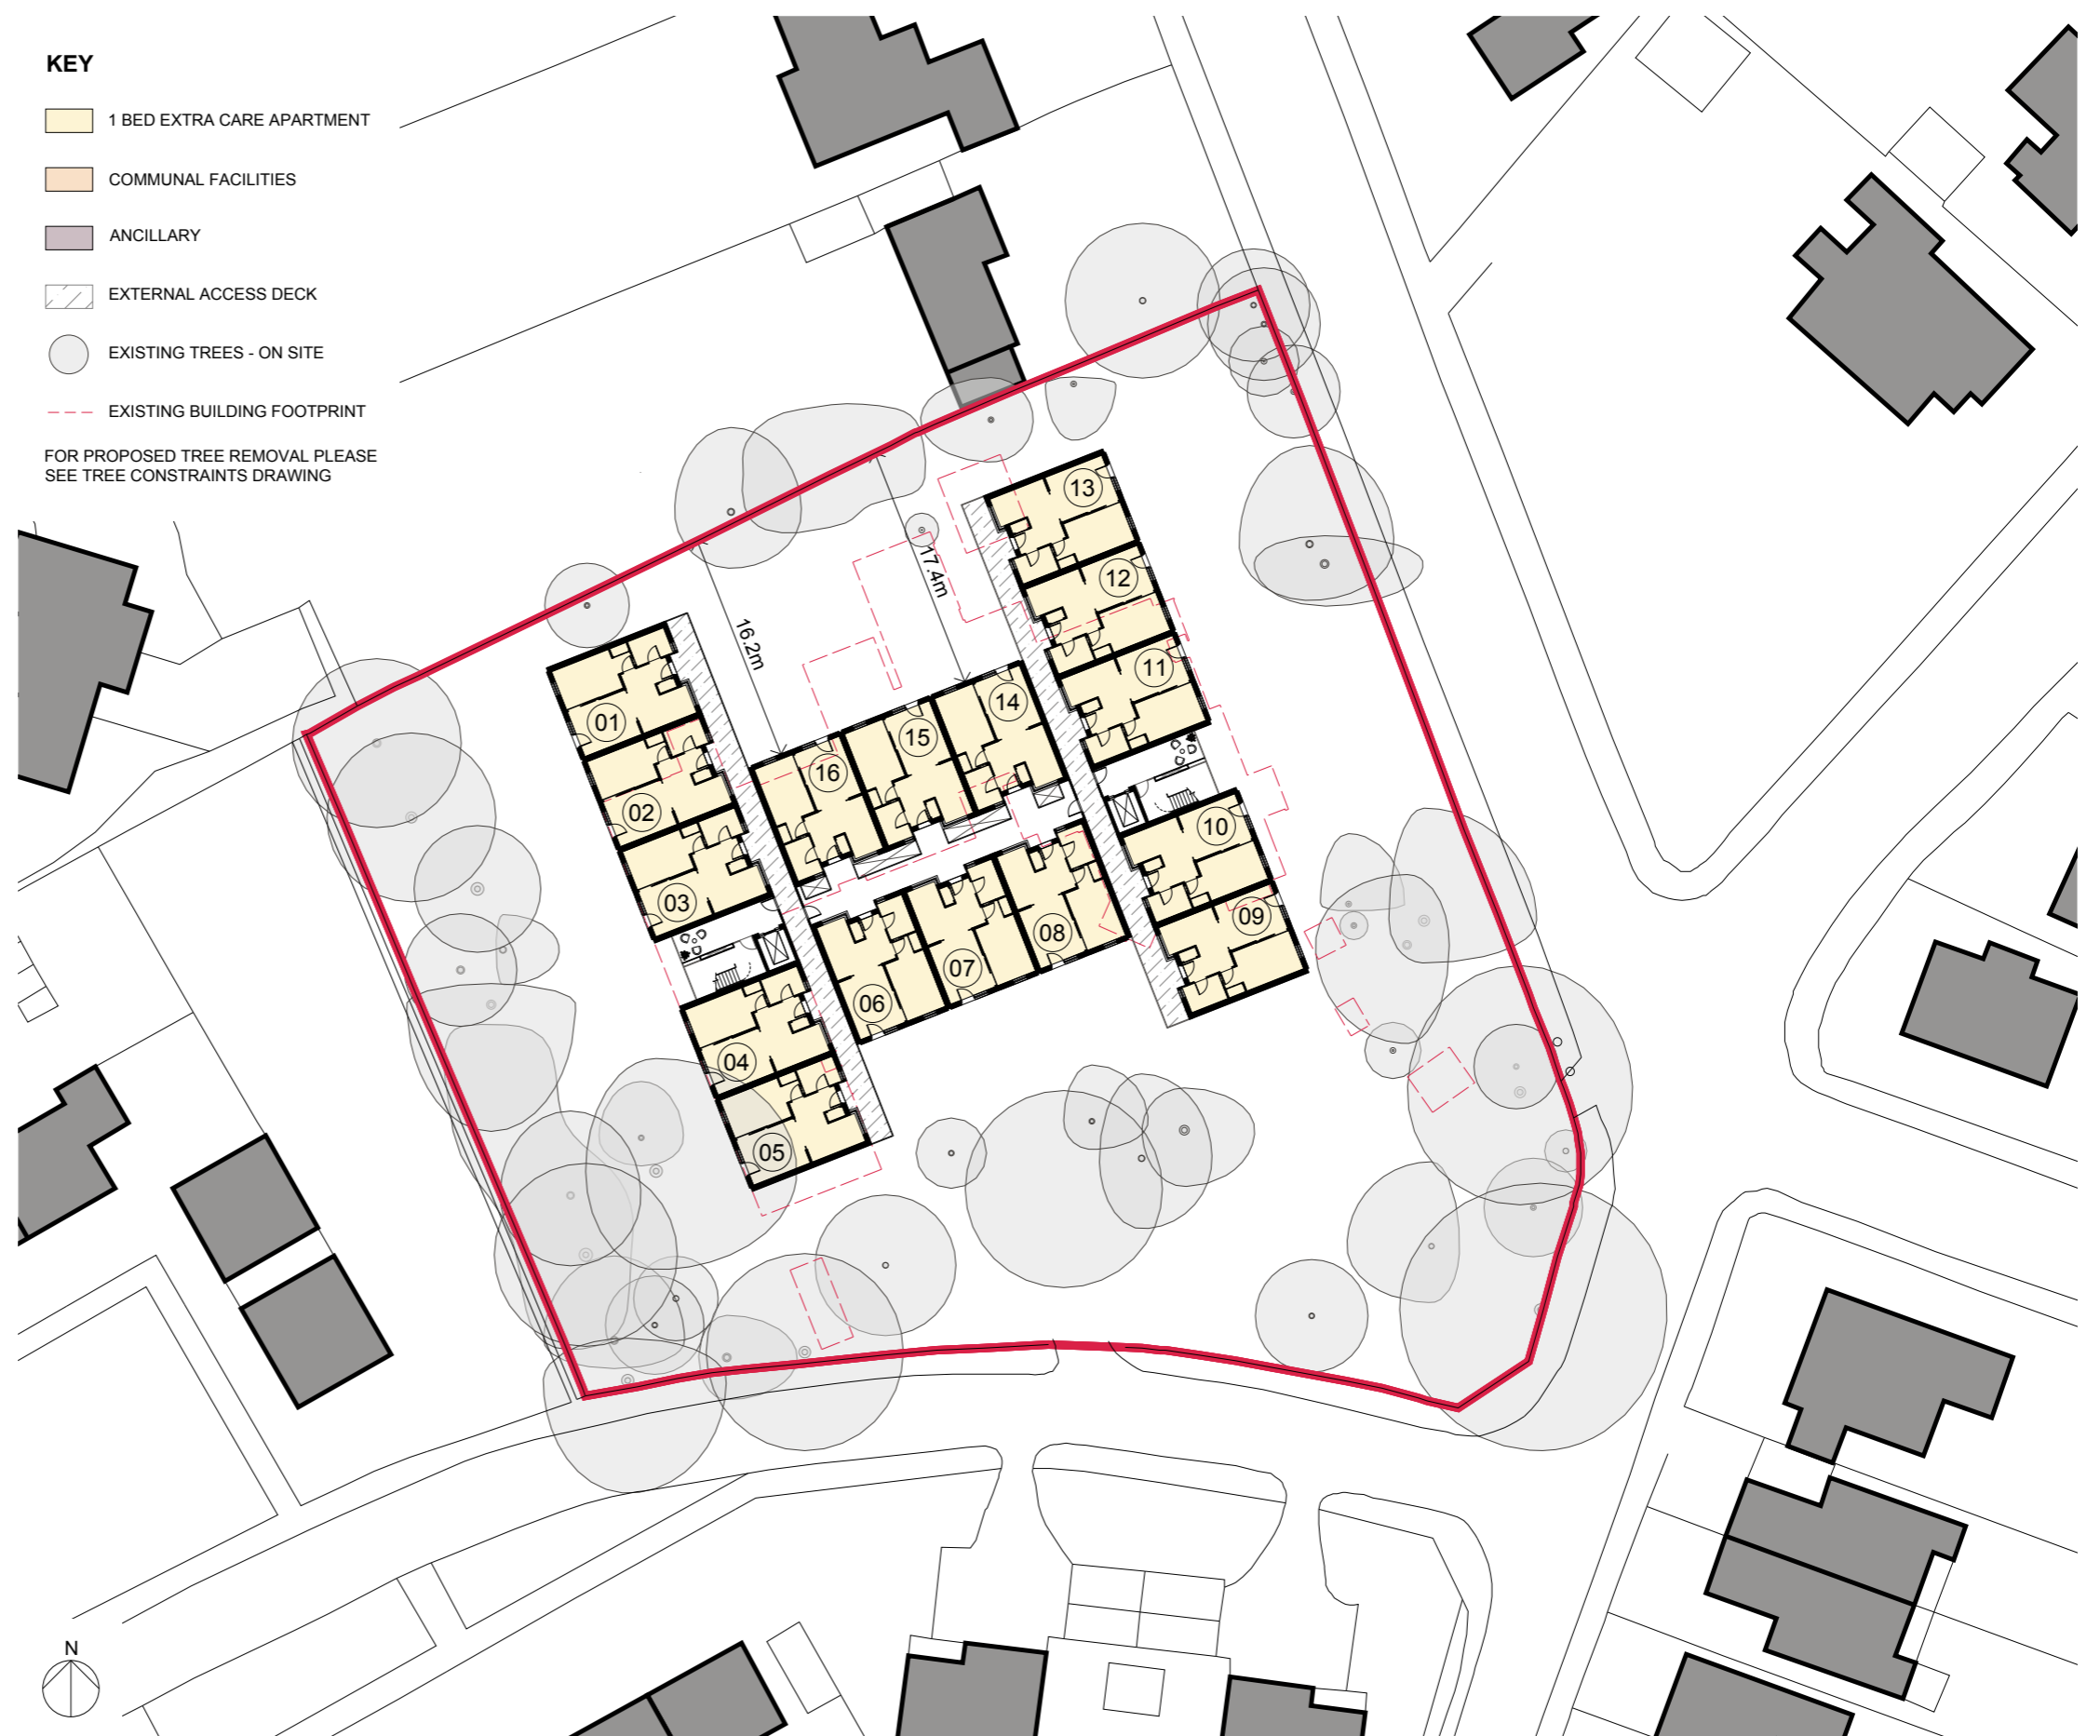 KEY
1 BED EXTRA CARE APARTMENT
COMMUNAL FACILITIES
ANCILLARY
EXTERNAL ACCESS DECK
EXISTING TREES - ON SITE
EXISTING BUILDING FOOTPRINT
FOR PROPOSED TREE REMOVAL PLEASE
SEE TREE CONSTRAINTS DRAWING
13
17.4m
12
16.2m
11
14
01
15
16
02
10
03
09
08
07
06
04
05
N